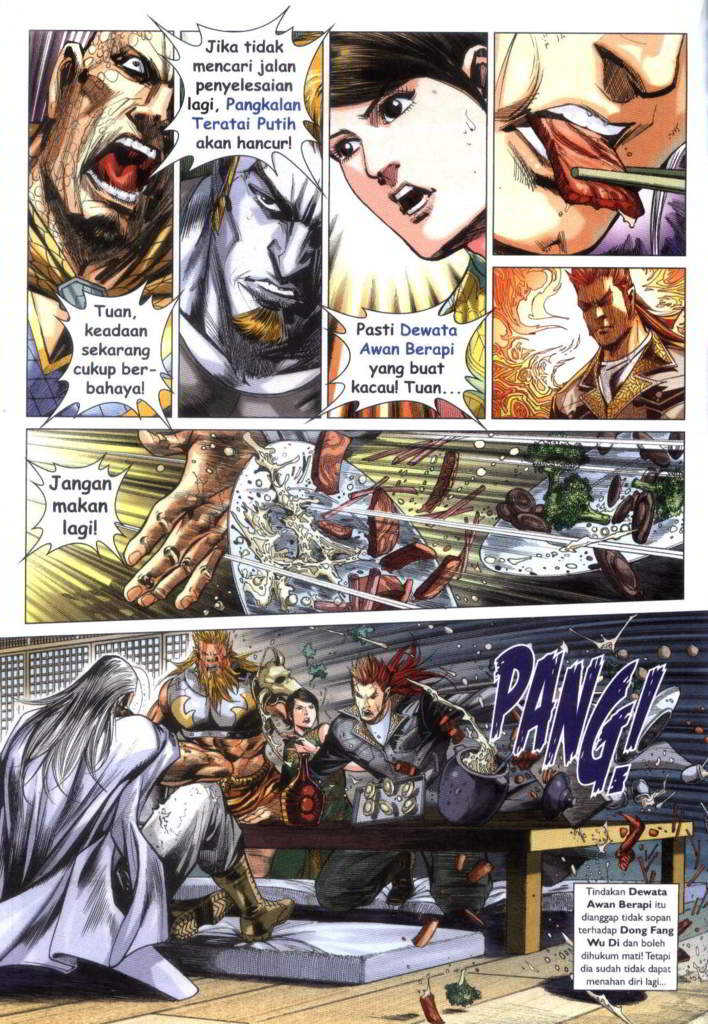 Jika tidak
mencari jalan
penyelesaian
lagi, Pangkalan
Teratai Putih
akan hancur!
Tuan,
keadaan
sekarang
cukup ber-
bahaya!
Pasti Dewata
Awan Berapi
yang buat
kacau! Tuan...
Jangan
makan
lagi!
PANG!
Tindakan Dewata
Awan Berapi itu
dianggap tidak sopan
terhadap Dong Fang
Wu Di dan boleh
dihukum mati! Tetapi
dia sudah tidak dapat
menahan diri lagi...